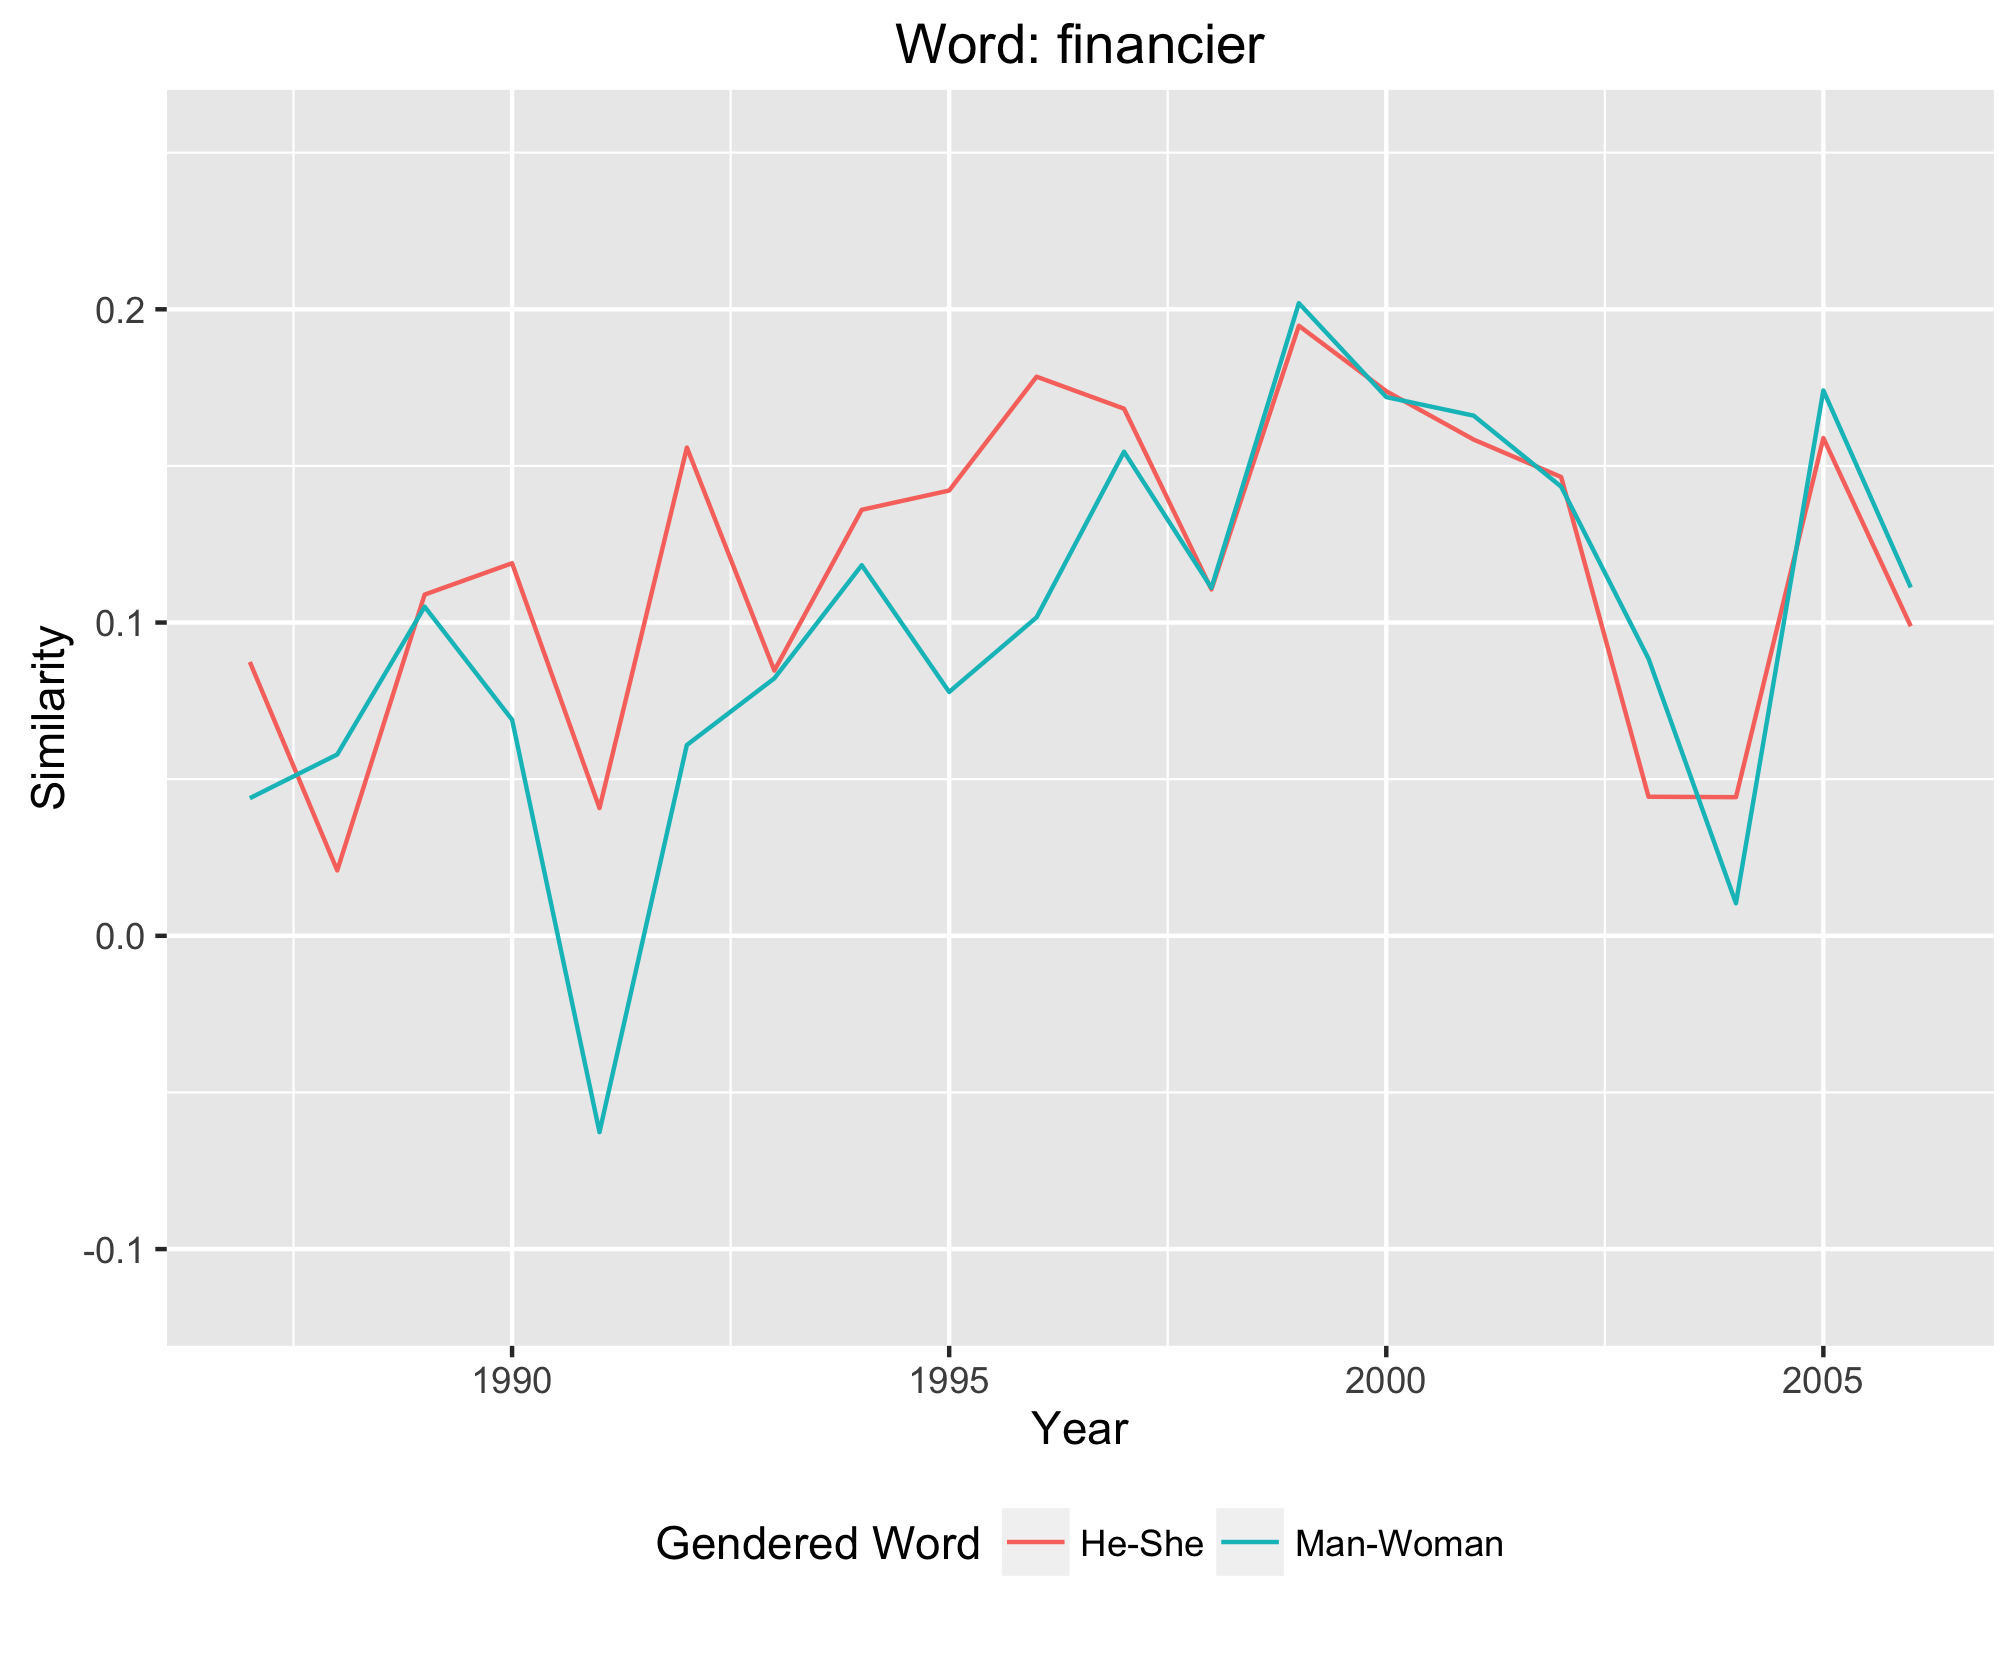 Word: financier
Similarity
0.2
0.1
0.0
-0.1
1990 1995 2000 2005
Year
Gendered Word He-She Man-Woman